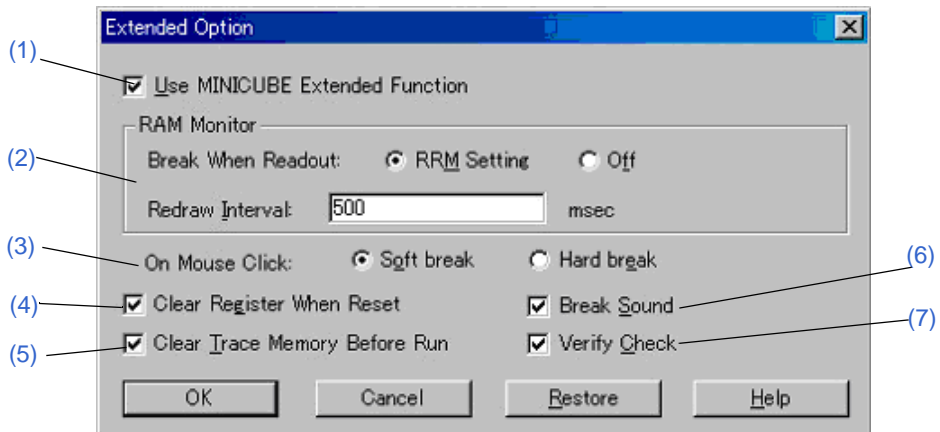 Extended Option
(1)
Use MINICUBE Extended Function
RAM Monitor
(2)
Break When Readout: RRM Setting Off
Redraw Interval: 500 msec
(3)
On Mouse Click: Soft break Hard break
(6)
(4)
Clear Register When Reset Break Sound
(7)
(5)
Clear Trace Memory Before Run Verify Check
OK Cancel Restore Help